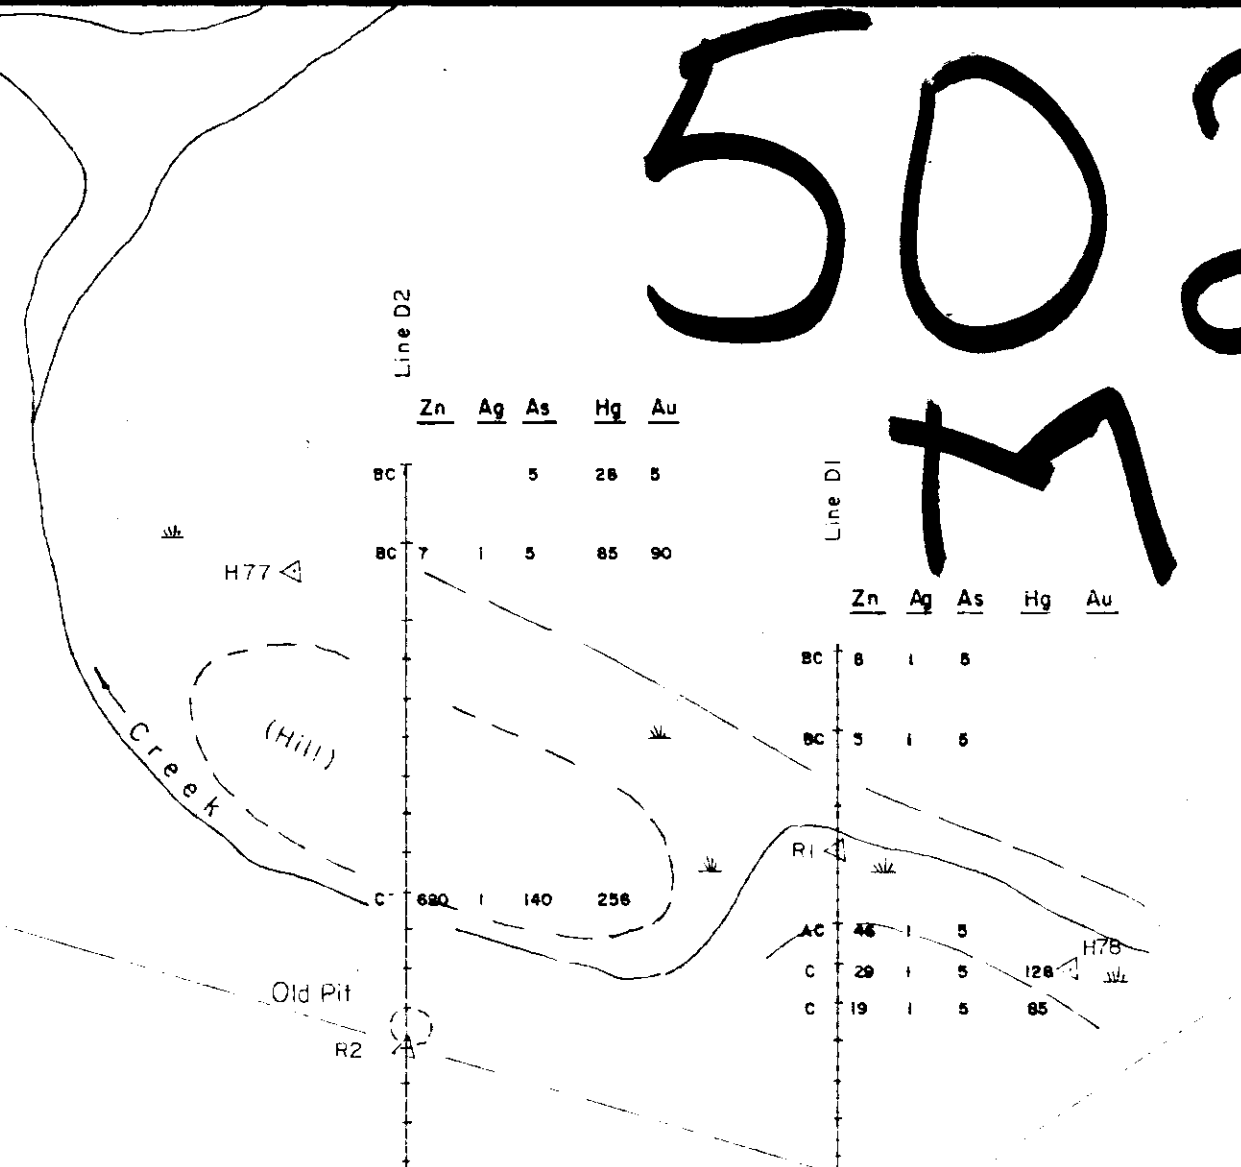 50
M
Line D2
Zn Ag As Hg Au
BC 5 28 5
BC 7 1 5 85 90
H77
Line D1
Zn Ag As Hg Au
BC 8 1 5
BC 5 1 5
(Hill)
Creek
R1
C 680 1 140 256
AC 46 1 5
H78
C 29 1 5 128
C 19 1 5 85
Old Pit
R2